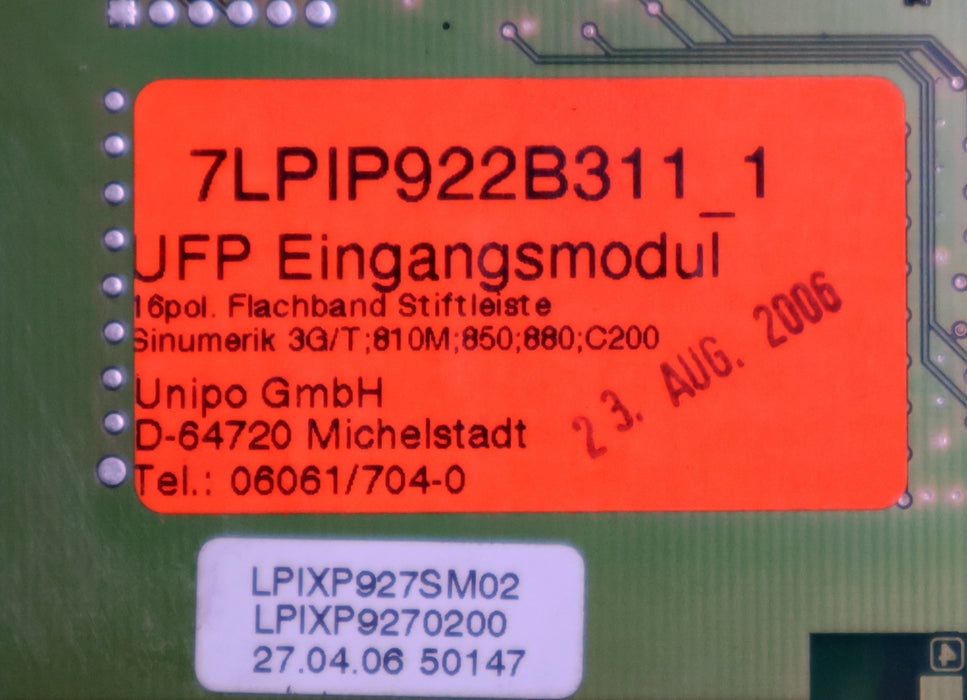 7LPIP922B311_1
UFP Eingangsmodul
16pol. Flachband Stiftleiste
Sinumerik 3G/T;810M;850;880;C200
23. AUG. 2006
Unipo GmbH
D-64720 Michelstadt
Tel.: 06061/704-0
LPIXP927SM02
LPIXP9270200
27.04.06 50147
4